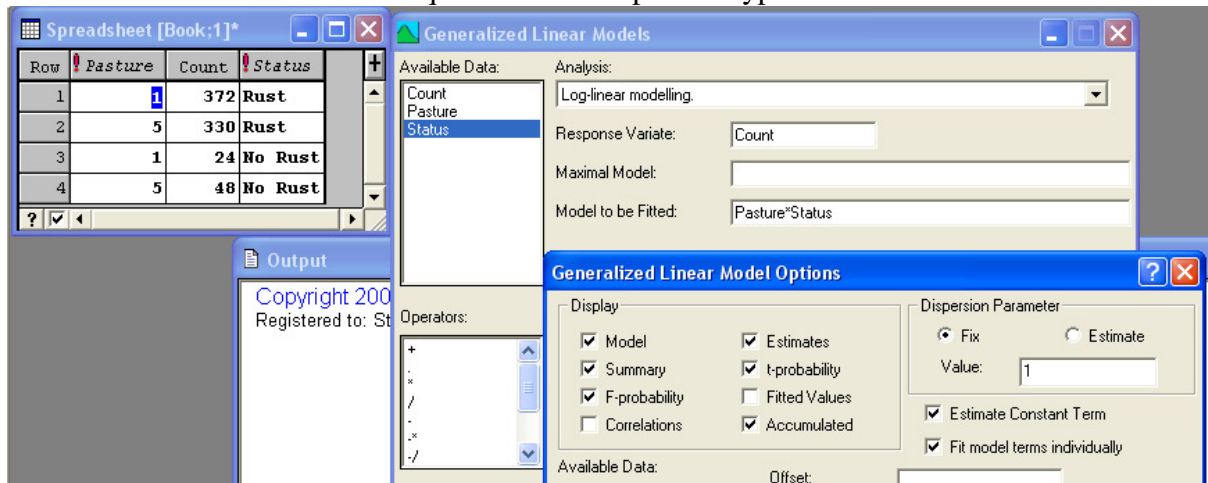 Spreadsheet [Book;1]*
Row ! Pasture Count ! Status +
1 1 372 Rust
2 5 330 Rust
3 1 24 No Rust
4 5 48 No Rust
?
Output
Copyright 200
Registered to: St
Generalized Linear Models
Available Data:
Count
Pasture
Status
Analysis:
Log-linear modelling.
Response Variate: Count
Maximal Model:
Model to be Fitted: Pasture*Status
Operators:
+
.
*
/
-
-*
-/
Generalized Linear Model Options
?
Display
Model
Summary
F-probability
Correlations
Estimates
t-probability
Fitted Values
Accumulated
Dispersion Parameter
Fix Estimate
Value: 1
Estimate Constant Term
Fit model terms individually
Available Data:
Offset: